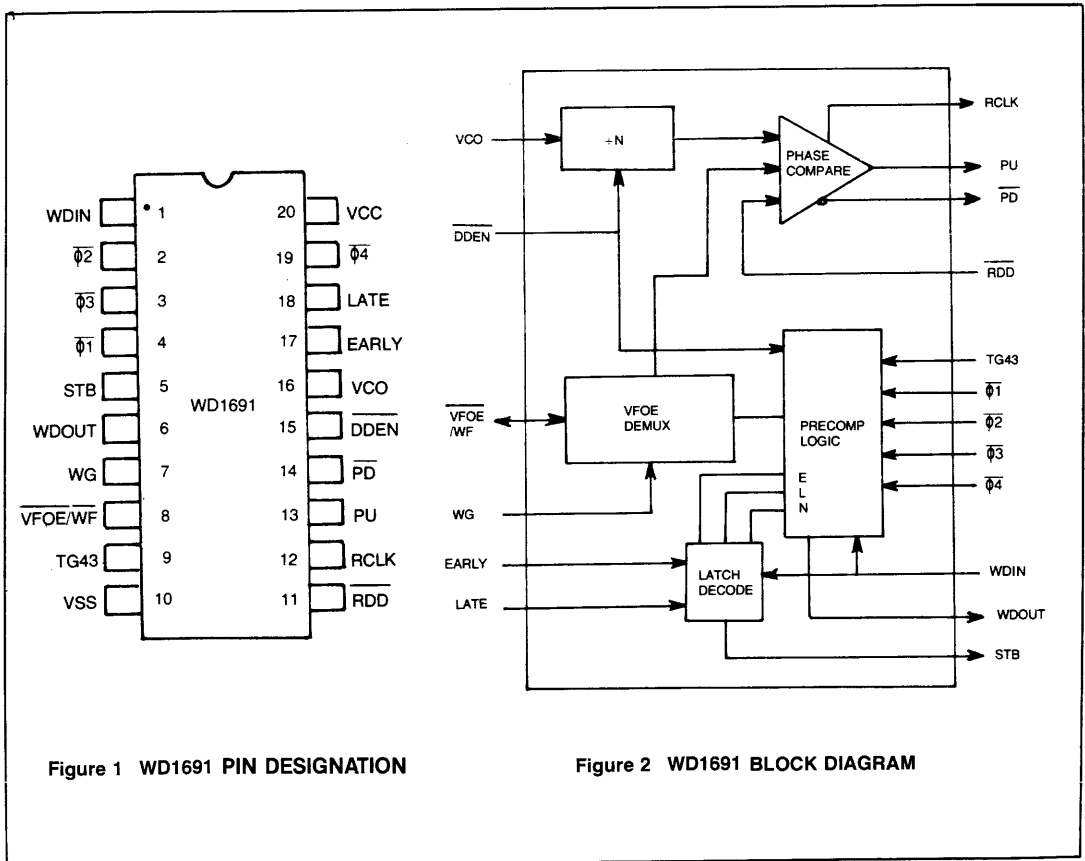 WDIN 1 20 VCC
φ2 2 19 φ4
φ3 3 18 LATE
φ1 4 17 EARLY
STB 5 16 VCO
WD1691
WDOUT 6 15 DDEN
WG 7 14 PD
VFOE/WF 8 13 PU
TG43 9 12 RCLK
VSS 10 11 RDD
Figure 1 WD1691 PIN DESIGNATION
VCO
÷N
PHASE
COMPARE
RCLK
PU
PD
DDEN
RDD
VFOE
/WF
VFOE
DEMUX
PRECOMP
LOGIC
E
L
N
TG43
φ1
φ2
φ3
φ4
WG
EARLY
LATE
LATCH
DECODE
WDIN
WDOUT
STB
Figure 2 WD1691 BLOCK DIAGRAM